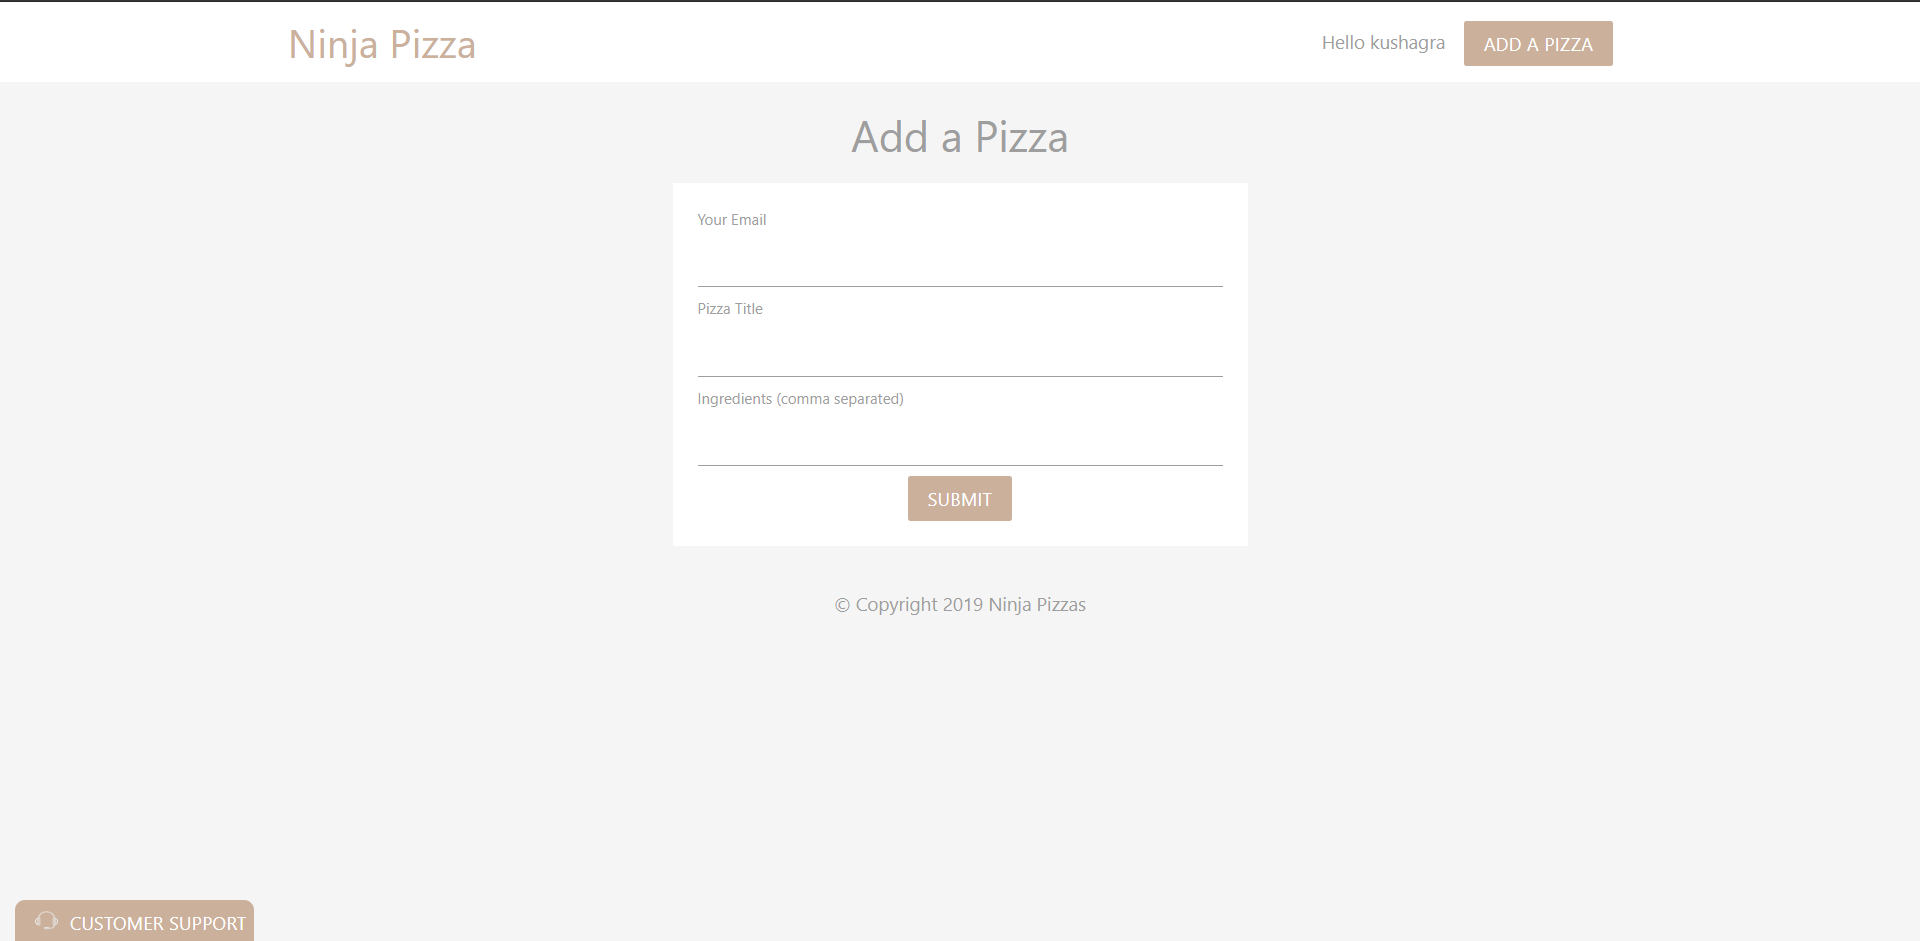 Ninja Pizza
Hello kushagra
ADD A PIZZA
Add a Pizza
Your Email
Pizza Title
Ingredients (comma separated)
SUBMIT
© Copyright 2019 Ninja Pizzas
CUSTOMER SUPPORT